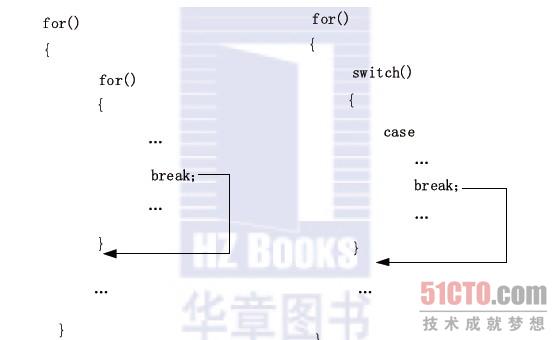 for()
{
for()
{
…
break;
…
}
…
}
for()
{
switch()
{
case
…
break;
…
}
…
}
HZ BOOKS
华章图书
51CTO.com
技术成就梦想